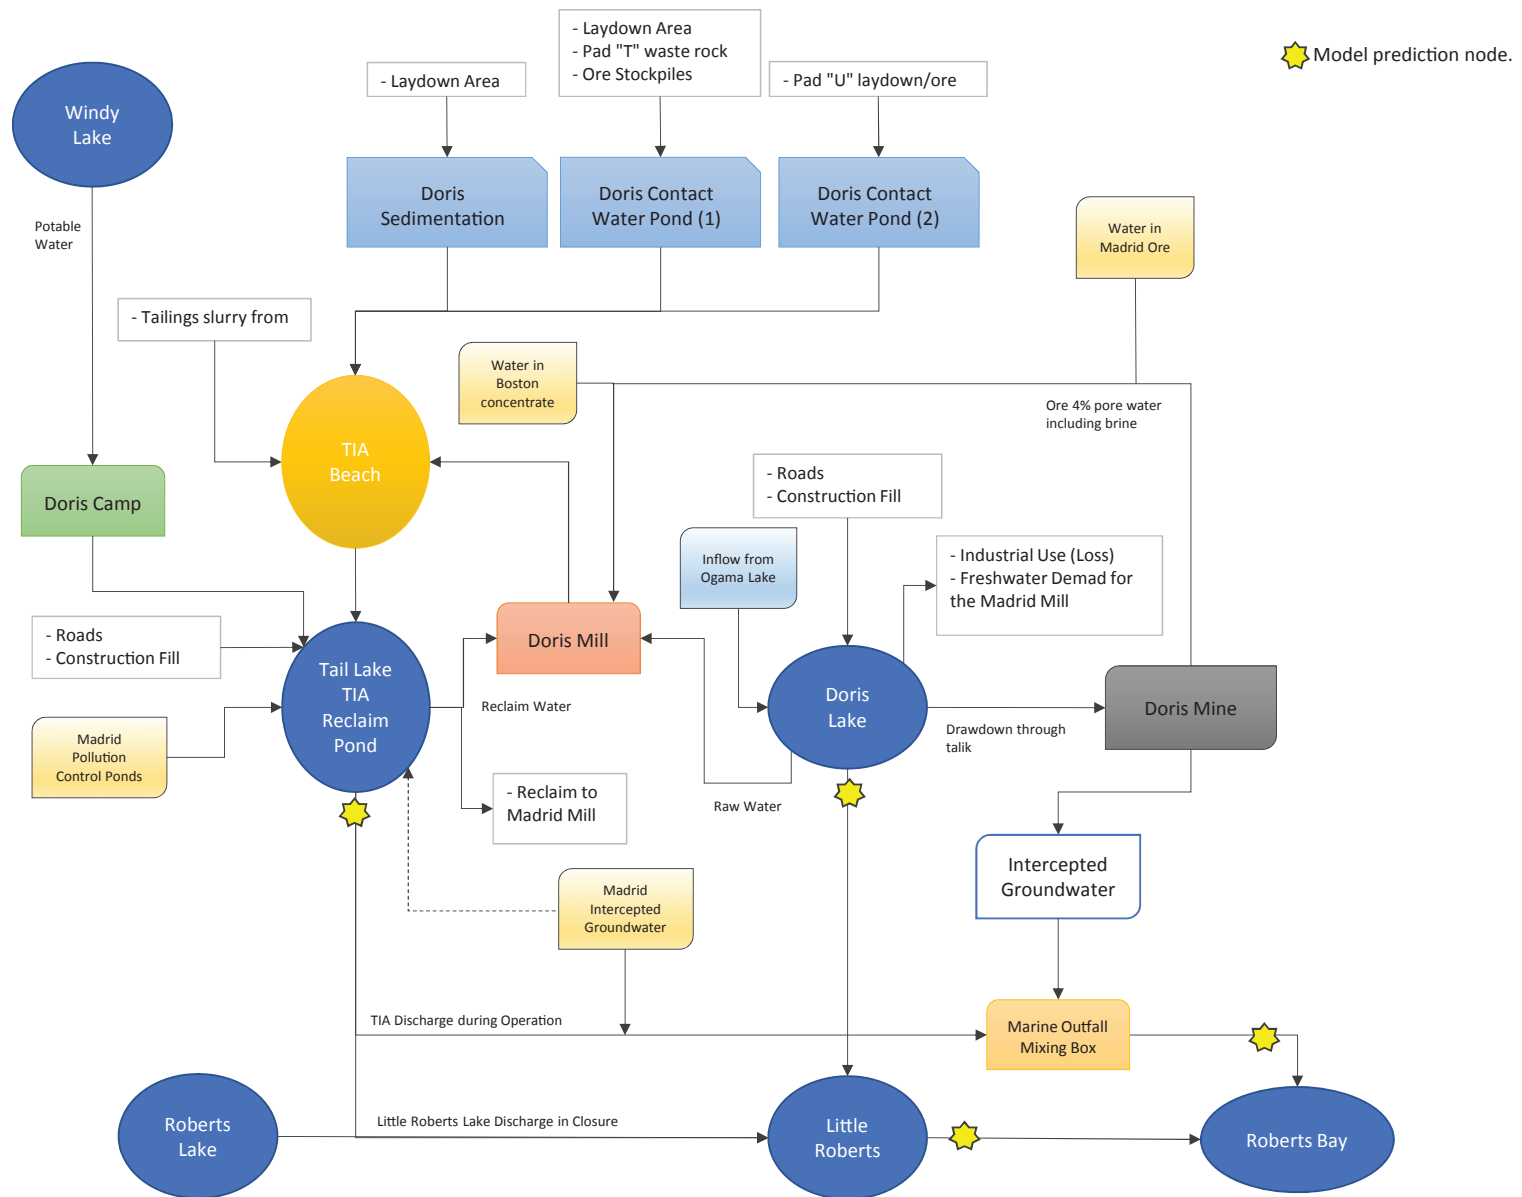 - Laydown Area
- Pad "T" waste rock
- Ore Stockpiles
Model prediction node.
- Laydown Area
- Pad "U" laydown/ore
Windy
Lake
Doris
Sedimentation
Doris Contact
Water Pond (1)
Doris Contact
Water Pond (2)
Potable
Water
Water in
Madrid Ore
- Tailings slurry from
Water in
Boston
concentrate
Ore 4% pore water
including brine
TIA
Beach
- Roads
- Construction Fill
Doris Camp
Inflow from
Ogama Lake
- Industrial Use (Loss)
- Freshwater Demad for
the Madrid Mill
- Roads
- Construction Fill
Doris Mill
Tail Lake
TIA
Reclaim
Pond
Reclaim Water
Doris
Lake
Doris Mine
Drawdown through
talik
Madrid
Pollution
Control Ponds
- Reclaim to
Madrid Mill
Raw Water
Madrid
Intercepted
Groundwater
Intercepted
Groundwater
TIA Discharge during Operation
Marine Outfall
Mixing Box
Roberts
Lake
Little Roberts Lake Discharge in Closure
Little
Roberts
Roberts Bay